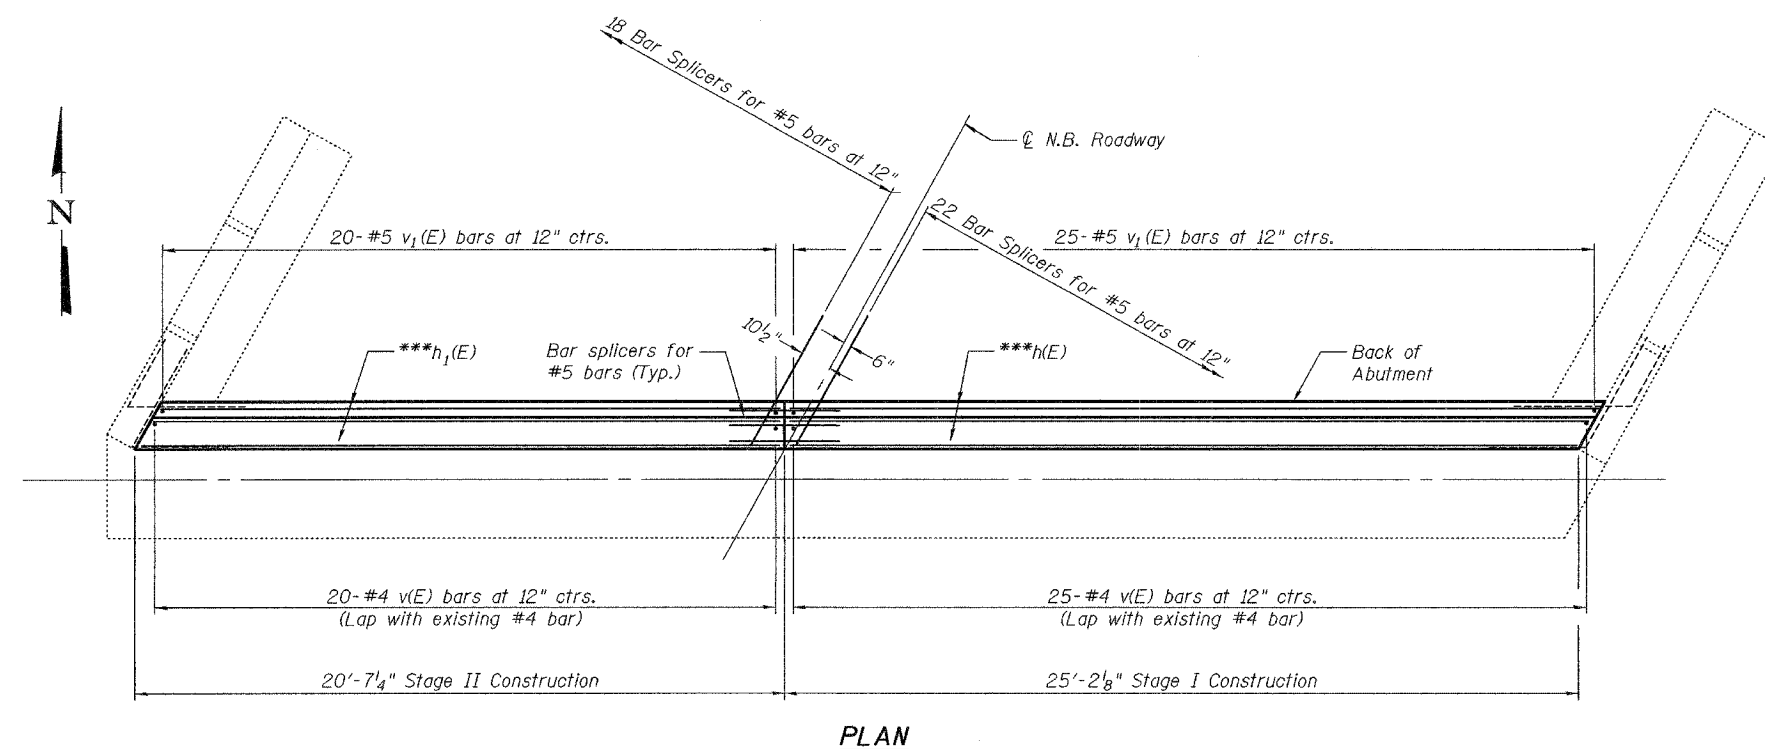 18 Bar Splicers for #5 bars at 12"
℄ N.B. Roadway
N
22 Bar Splicers for #5 bars at 12"
20-#5 v₁(E) bars at 12" ctrs.
25-#5 v₁(E) bars at 12" ctrs.
10½"
6"
***h₁(E)
Bar splicers for
#5 bars (Typ.)
***h(E)
Back of
Abutment
20-#4 v(E) bars at 12" ctrs.
(Lap with existing #4 bar)
25-#4 v(E) bars at 12" ctrs.
(Lap with existing #4 bar)
20'-7¼" Stage II Construction
25'-2⅛" Stage I Construction
PLAN